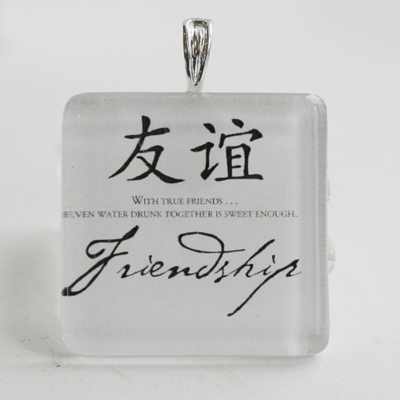 友谊
WITH TRUE FRIENDS . . .
EVEN WATER DRUNK TOGETHER IS SWEET ENOUGH.
Friendship